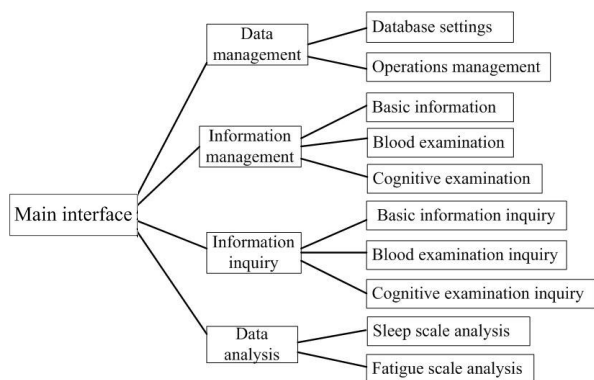 Main interface
Data
management
Database settings
Operations management
Information
management
Basic information
Blood examination
Cognitive examination
Information
inquiry
Basic information inquiry
Blood examination inquiry
Cognitive examination inquiry
Data
analysis
Sleep scale analysis
Fatigue scale analysis